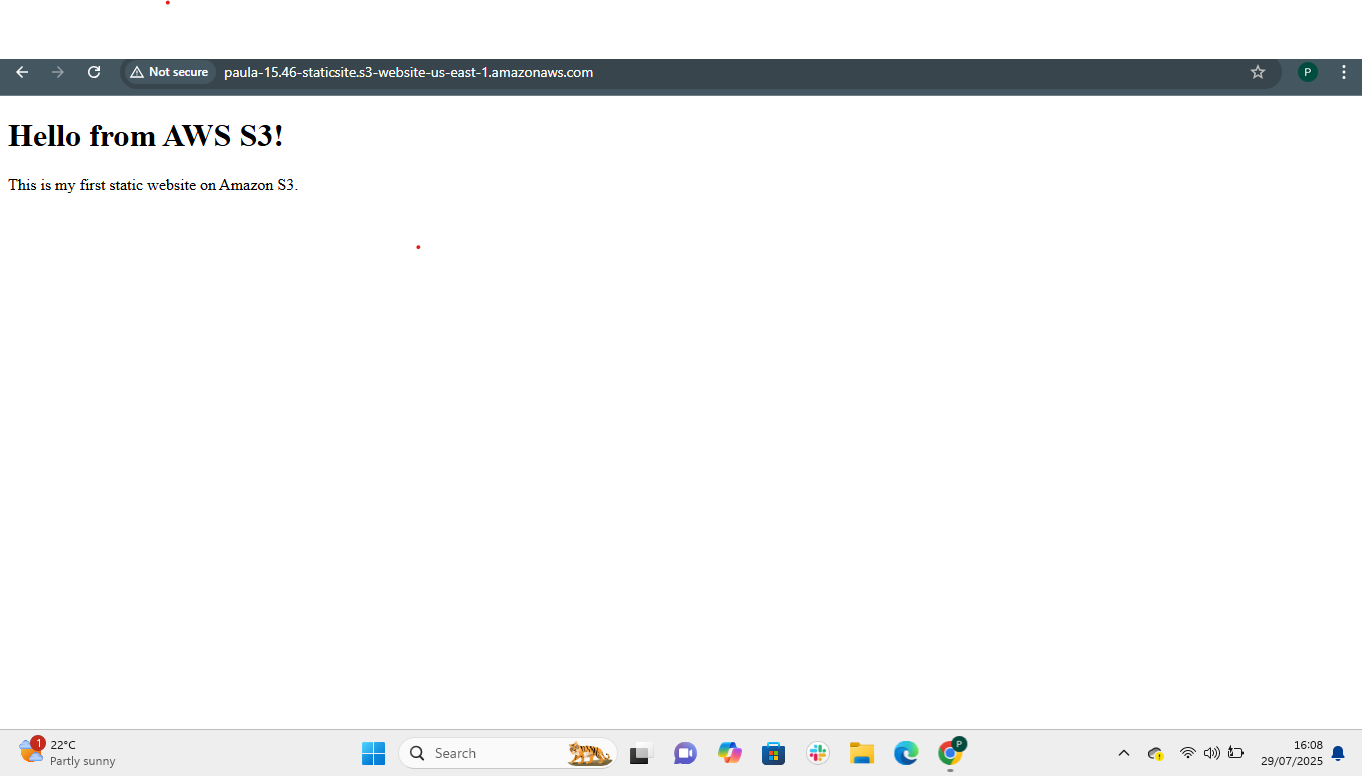 Not secure paula-15.46-staticsite.s3-website-us-east-1.amazonaws.com P
Hello from AWS S3!
This is my first static website on Amazon S3.
1
22°C
Partly sunny
Search
P
16:08
29/07/2025